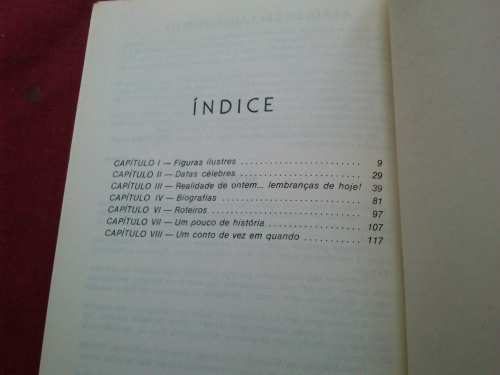 ÍNDICE
CAPÍTULO I — Figuras ilustres ........................ 9
CAPÍTULO II — Datas célebres ........................ 29
CAPÍTULO III — Realidade de ontem... lembranças de hoje! 39
CAPÍTULO IV — Biografias ........................ 81
CAPÍTULO VI — Roteiros ........................ 97
CAPÍTULO VII — Um pouco de história .................. 107
CAPÍTULO VIII — Um conto de vez em quando ........... 117